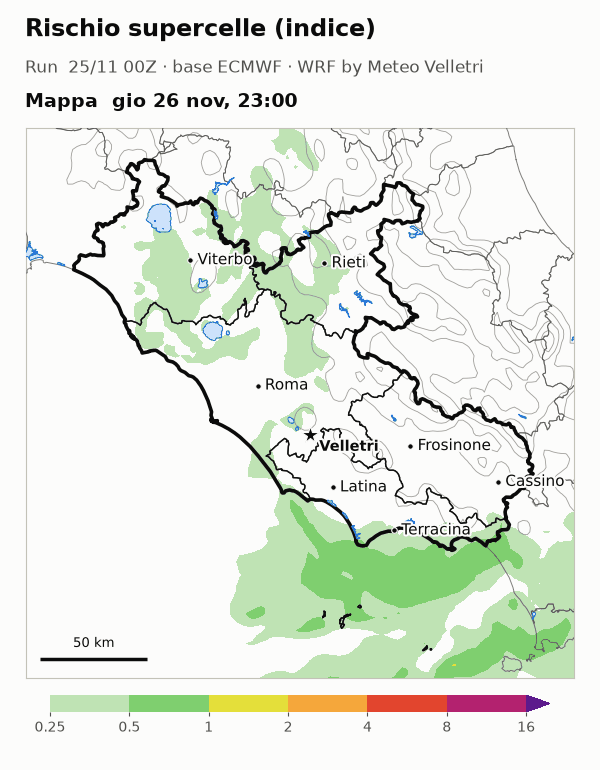 Rischio supercelle (indice)
Run  25/11 00Z · base ECMWF · WRF by Meteo Velletri
Mappa  gio 26 nov, 23:00
Viterbo
Rieti
Roma
Velletri
Frosinone
Cassino
Latina
Terracina
50 km
0.25 0.5 1 2 4 8 16